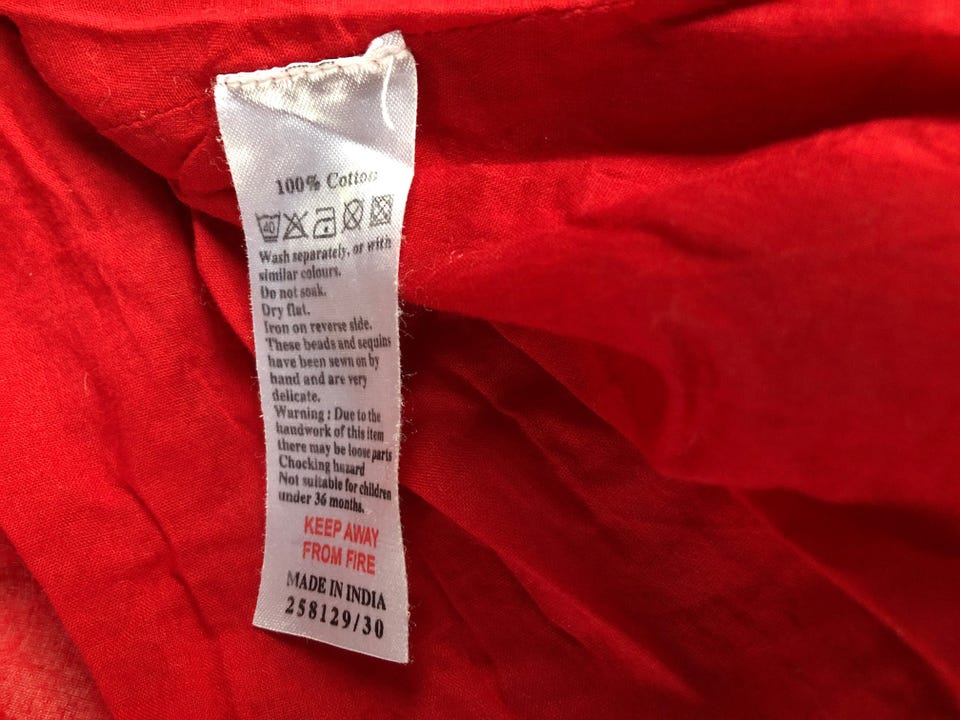 100% Cotton
40
Wash separately, or with
similar colours.
Do not soak.
Dry flat.
Iron on reverse side.
These beads and sequins
have been sewn on by
hand and are very
delicate.
Warning : Due to the
handwork of this item
there may be loose parts
Chocking hazard
Not suitable for children
under 36 months.
KEEP AWAY
FROM FIRE
MADE IN INDIA
258129/30